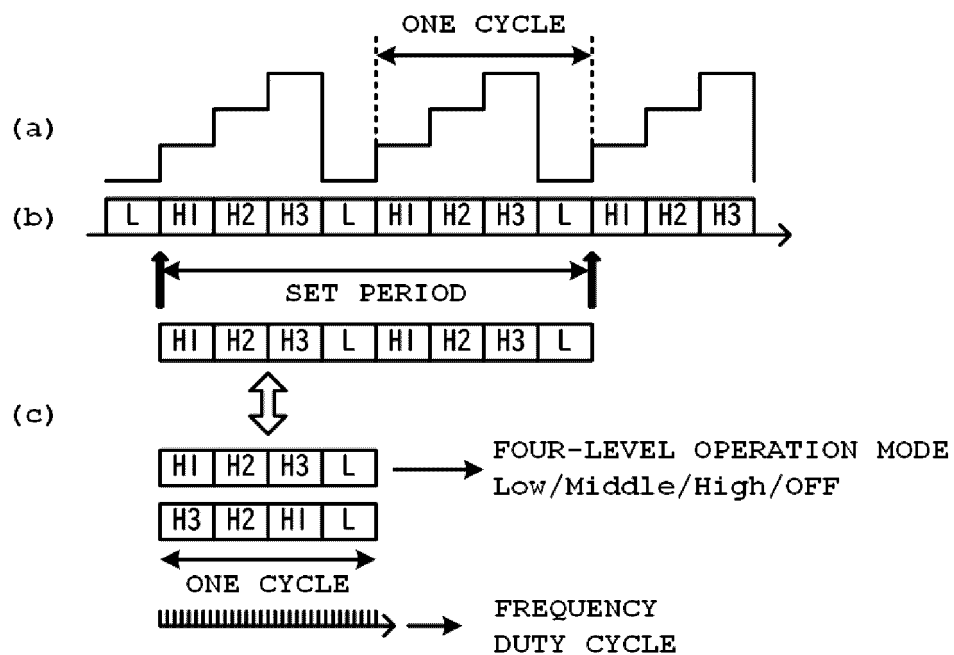 ONE CYCLE
(a)
(b)
L H1 H2 H3 L H1 H2 H3 L H1 H2 H3
SET PERIOD
H1 H2 H3 L H1 H2 H3 L
(c)
H1 H2 H3 L
FOUR-LEVEL OPERATION MODE
Low/Middle/High/OFF
H3 H2 H1 L
ONE CYCLE
FREQUENCY
DUTY CYCLE